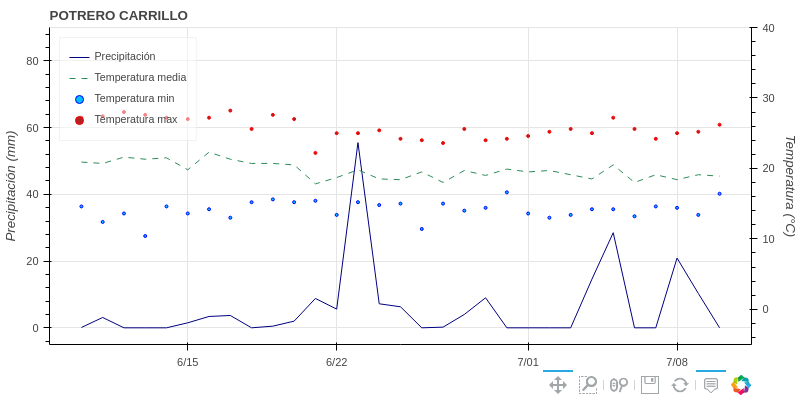 POTRERO CARRILLO
Precipitación
Temperatura media
Temperatura min
Temperatura max
Precipitación (mm)
80
60
40
20
0
Temperatura (°C)
40
30
20
10
0
6/15
6/22
7/01
7/08